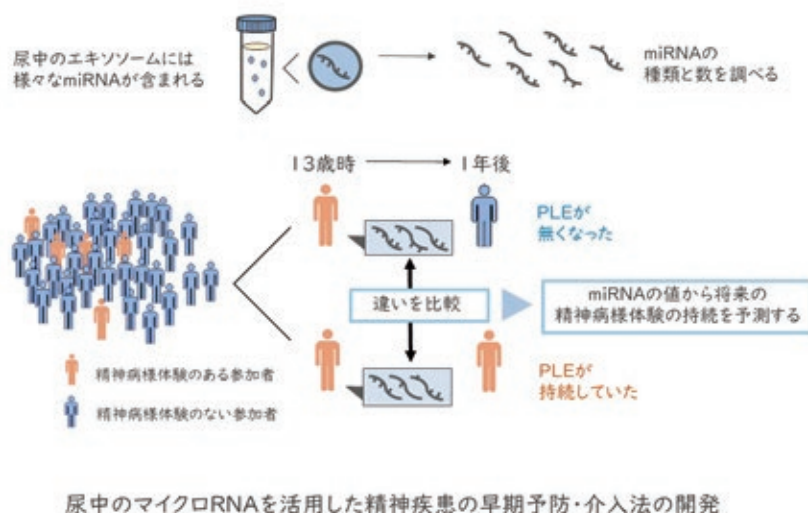 尿中のエキソソームには
様々なmiRNAが含まれる
miRNAの
種類と数を調べる
13歳時
1年後
PLEが
無くなった
違いを比較
miRNAの値から将来の
精神病様体験の持続を予測する
PLEが
持続していた
精神病様体験のある参加者
精神病様体験のない参加者
尿中のマイクロRNAを活用した精神疾患の早期予防・介入法の開発